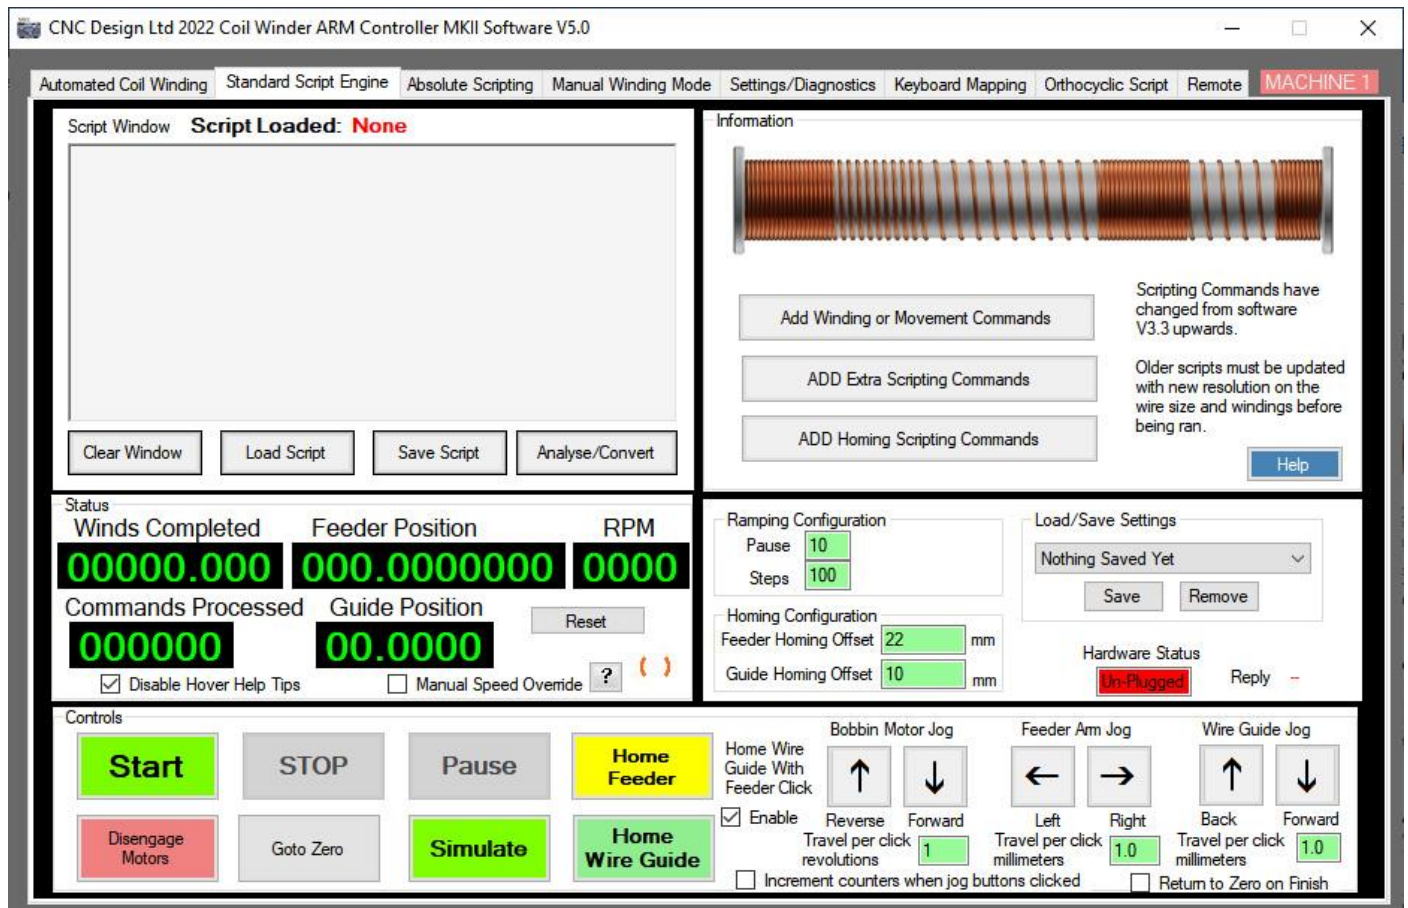 CNC Design Ltd 2022 Coil Winder ARM Controller MKII Software V5.0
Automated Coil Winding Standard Script Engine Absolute Scripting Manual Winding Mode Settings/Diagnostics Keyboard Mapping Orthocyclic Script Remote MACHINE 1
Script Window Script Loaded: None
Clear Window Load Script Save Script Analyse/Convert
Information
Add Winding or Movement Commands
ADD Extra Scripting Commands
ADD Homing Scripting Commands
Scripting Commands have
changed from software
V3.3 upwards.
Older scripts must be updated
with new resolution on the
wire size and windings before
being ran.
Help
Status
Winds Completed Feeder Position RPM
00000.000 000.0000000 0000
Commands Processed Guide Position
000000 00.0000 Reset
Disable Hover Help Tips Manual Speed Override ? ( )
Ramping Configuration
Pause 10
Steps 100
Homing Configuration
Feeder Homing Offset 22 mm
Guide Homing Offset 10 mm
Load/Save Settings
Nothing Saved Yet
Save Remove
Hardware Status
Un-Plugged Reply --
Controls
Start STOP Pause Home
Feeder
Disengage
Motors Goto Zero Simulate Home
Wire Guide
Home Wire
Guide With
Feeder Click
Enable
Bobbin Motor Jog
↑ ↓
Reverse Forward
Travel per click
revolutions 1
Feeder Arm Jog
← →
Left Right
Travel per click
millimeters 1.0
Wire Guide Jog
↑ ↓
Back Forward
Travel per click
millimeters 1.0
Increment counters when jog buttons clicked Return to Zero on Finish